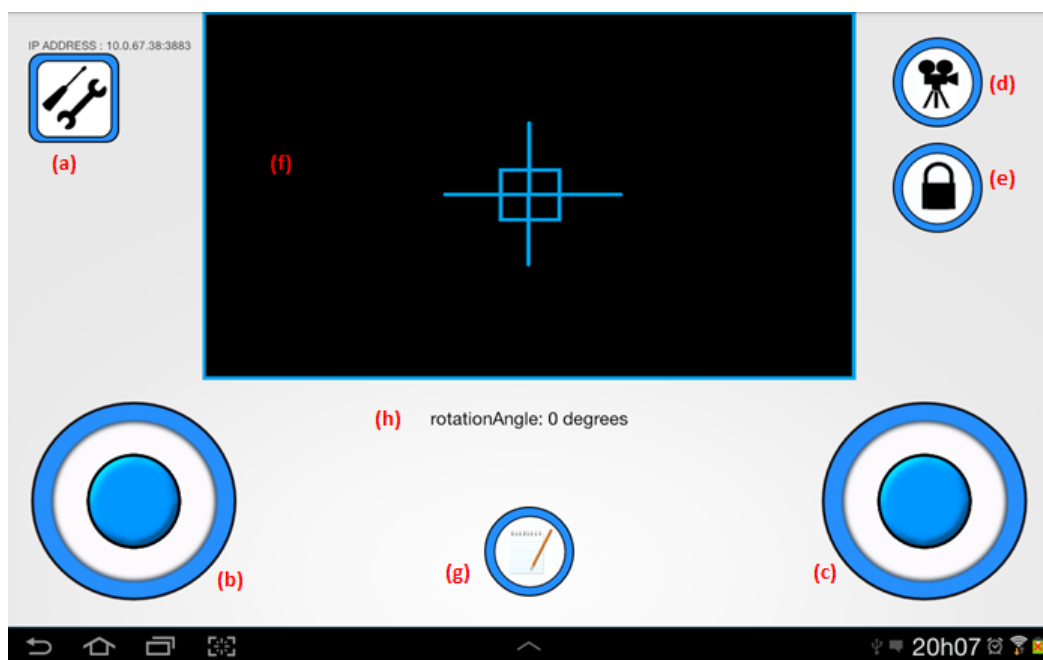 IP ADDRESS : 10.0.67.38:3883
(a)
(f)
(d)
(e)
(h) rotationAngle: 0 degrees
(b)
(g)
(c)
20h07